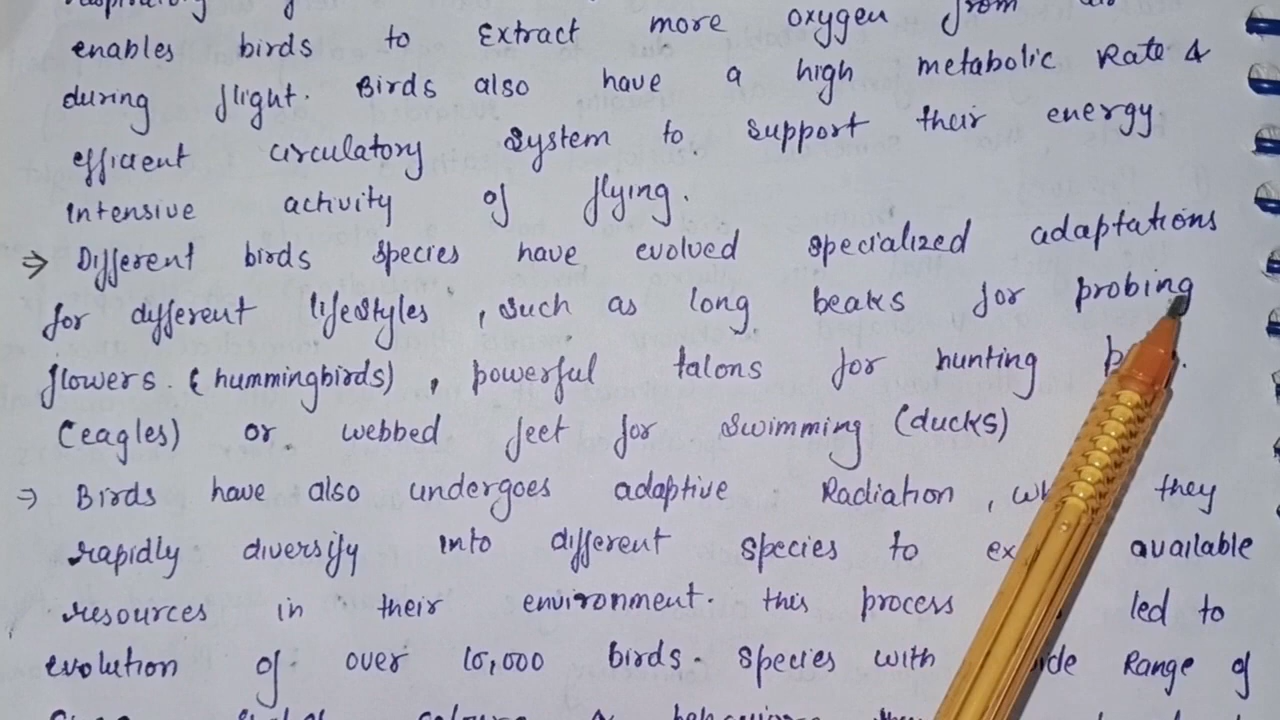 enables birds to Extract more oxygen from
during flight. Birds also have a high metabolic Rate &
efficient circulatory system to support their energy
Intensive activity of flying.
⇒ Different birds species have evolved specialized adaptations
for different lifestyles, such as long beaks for probing
flowers (hummingbirds), powerful talons for hunting
(eagles) or webbed feet for swimming (ducks)
⇒ Birds have also undergoes adaptive Radiation, they
rapidly diversify into different species to available
resources in their environment. this process led to
evolution of over 10,000 birds species with Range of